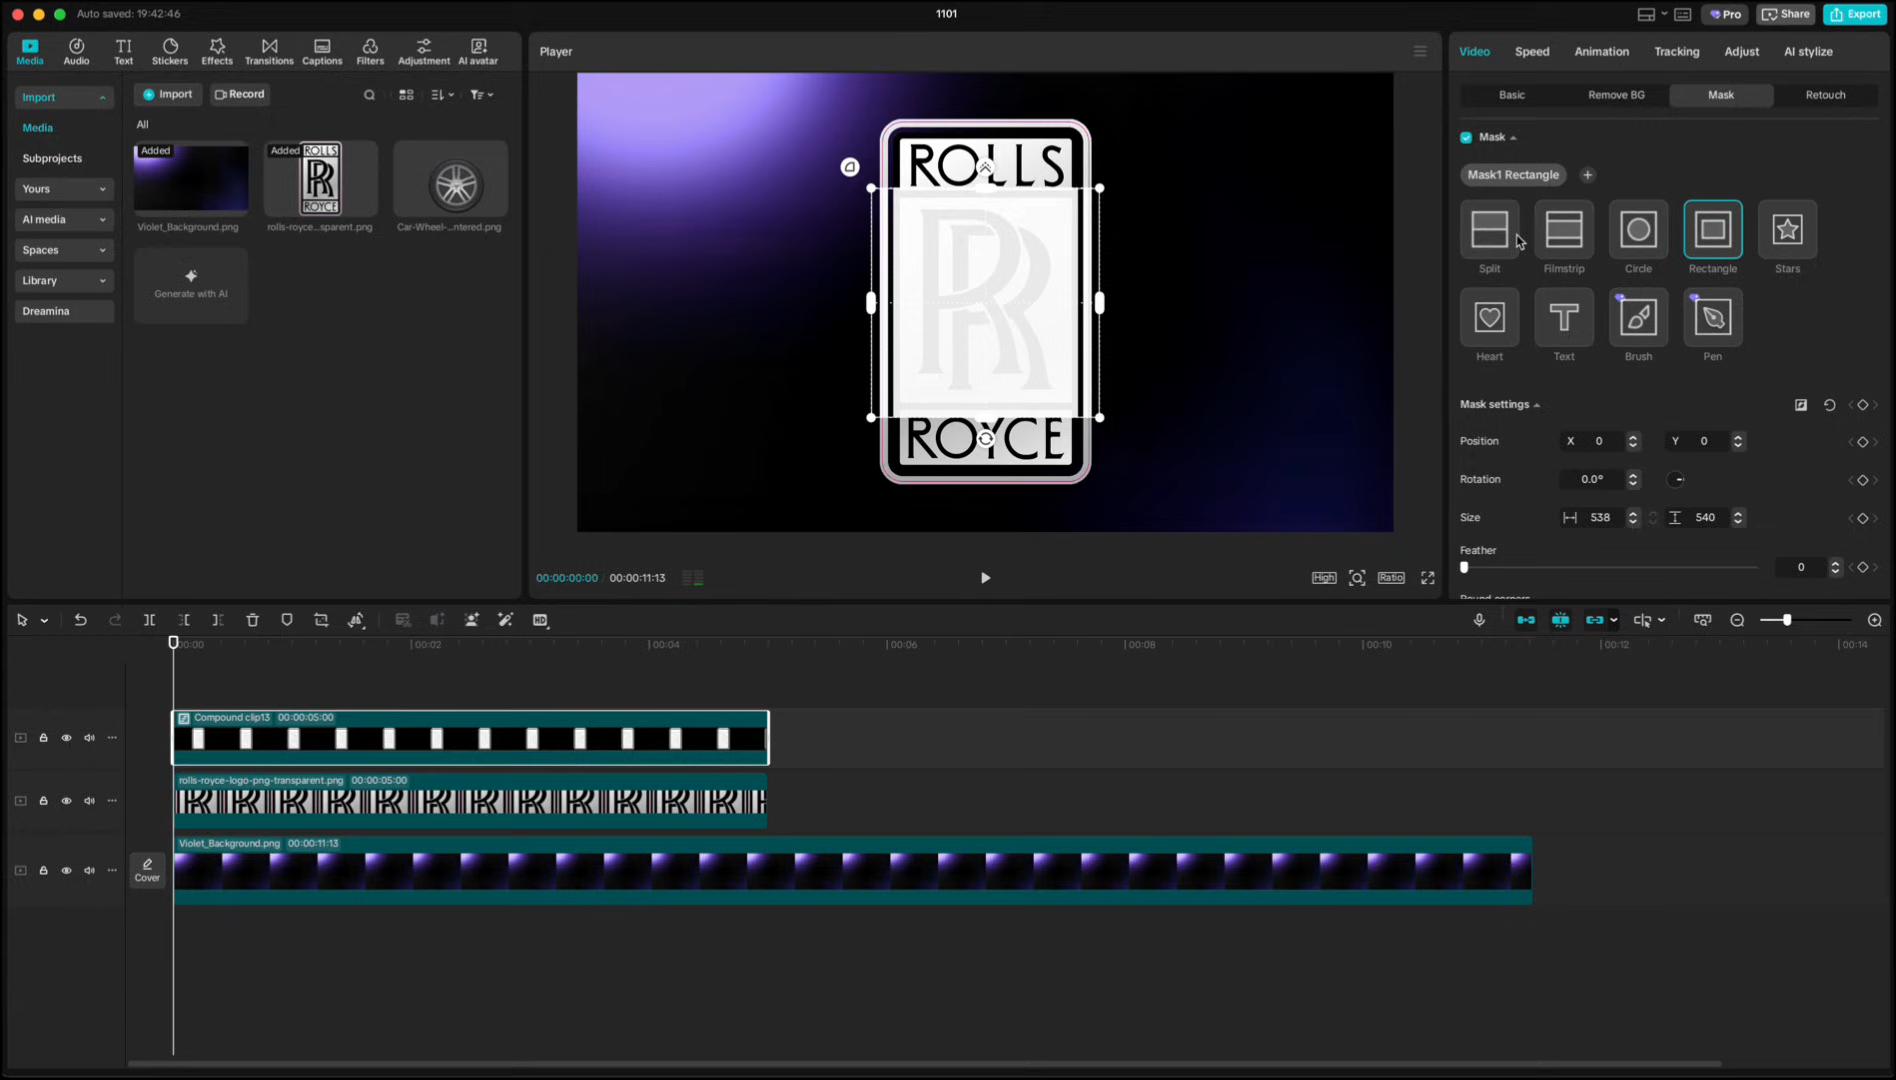 Auto saved: 19:42:46
1101
Pro
Share
Export
Media
Audio
Text
Stickers
Effects
Transitions
Captions
Filters
Adjustment
AI avatar
Player
Video
Speed
Animation
Tracking
Adjust
AI stylize
Import
Import
Record
Basic
Remove BG
Mask
Retouch
Media
All
Subprojects
Added
Added
ROLLS
ROYCE
Mask
Yours
Violet_Background.png
rolls-royce...sparent.png
Car-Wheel-...ntered.png
AI media
Spaces
Library
Dreamina
Generate with AI
ROLLS
ROYCE
Mask1 Rectangle
Split
Filmstrip
Circle
Rectangle
Stars
Heart
Text
Brush
Pen
Mask settings
Position
X 0
Y 0
Rotation
0.0°
Size
538
540
Feather
0
Round corners
00:00:00:00 / 00:00:11:13
High
Ratio
HD
00:00
00:02
00:04
00:06
00:08
00:10
00:12
00:14
Compound clip13 00:00:05:00
rolls-royce-logo-png-transparent.png 00:00:05:00
Violet_Background.png 00:00:11:13
Cover